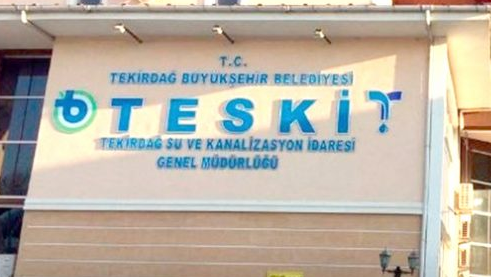 T.C.
TEKİRDAĞ BÜYÜKŞEHİR BELEDİYESİ
TESKİ
TEKİRDAĞ SU VE KANALİZASYON İDARESİ
GENEL MÜDÜRLÜĞÜ